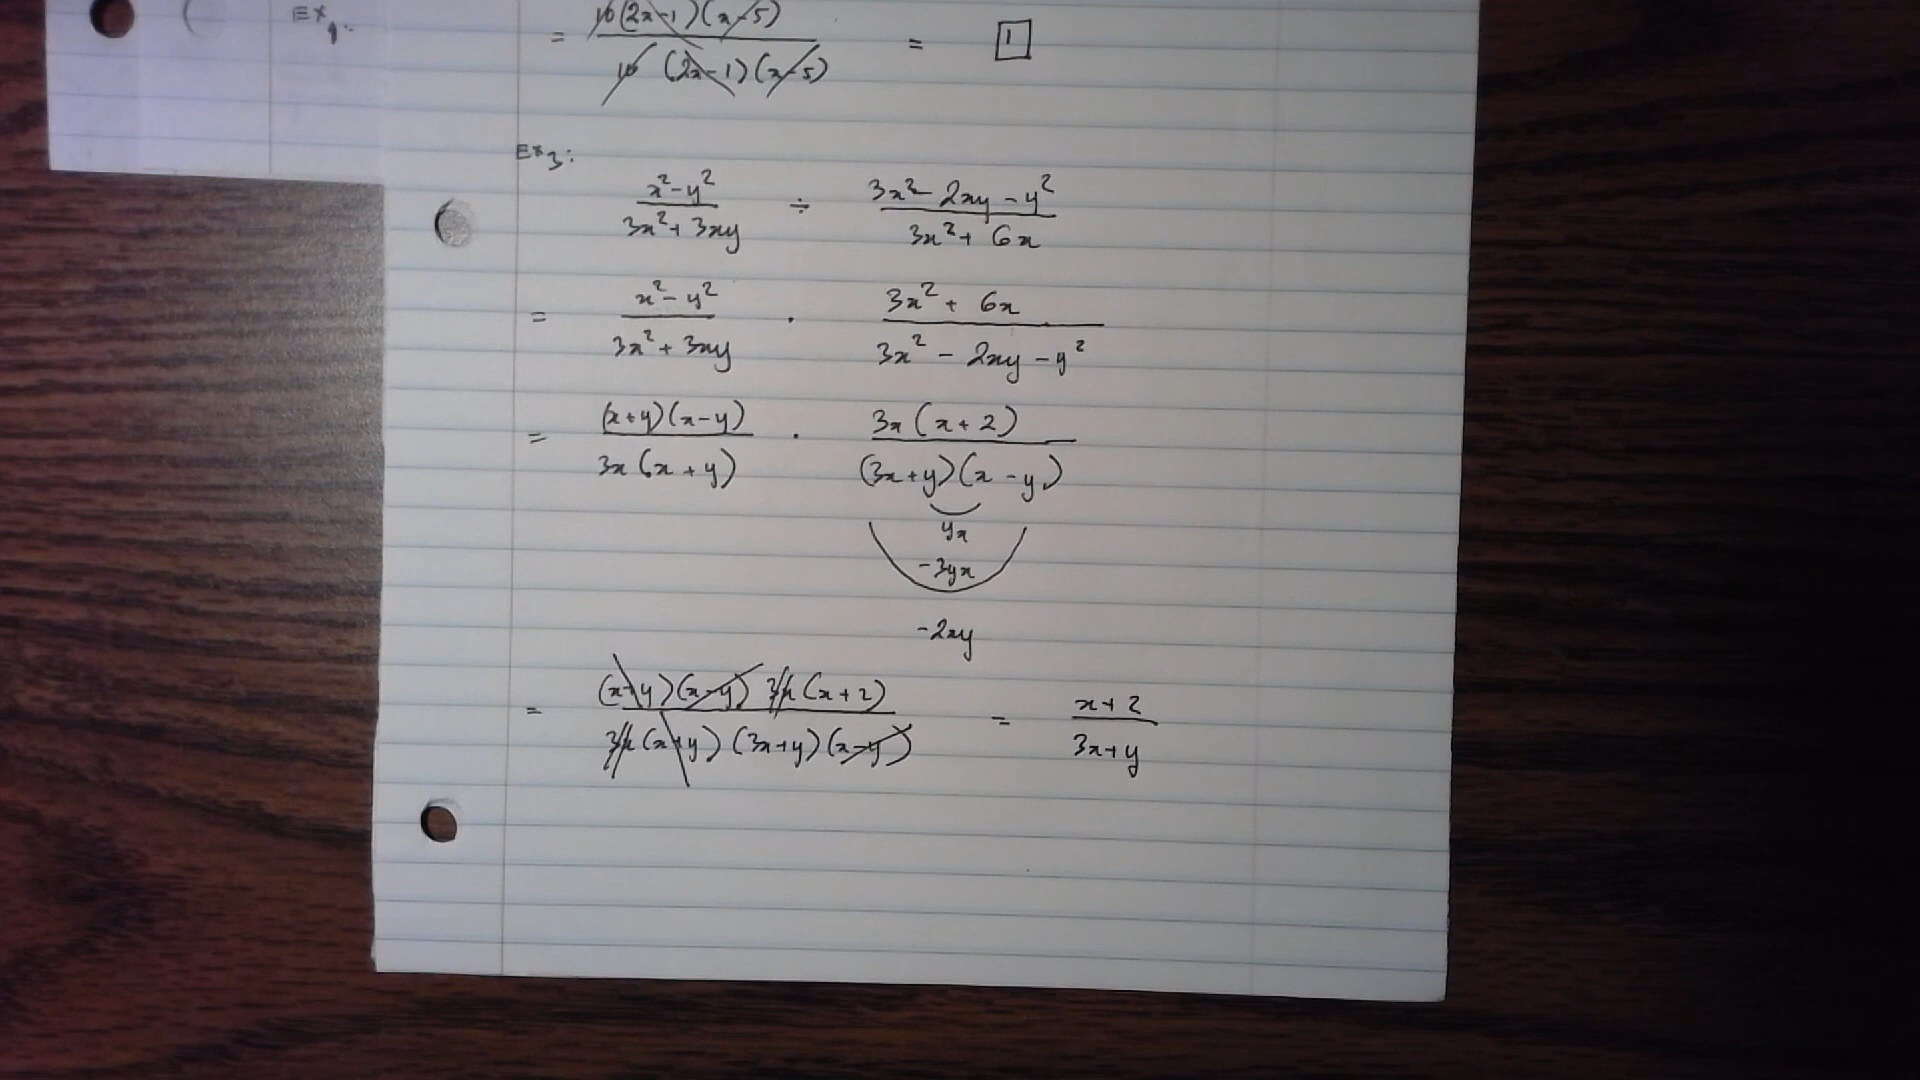 Ex 1:
= 10(2x-1)(x-5) / 10(2x-1)(x-5) = 1
Ex 3:
x²-y² / 3x²+3xy ÷ 3x²-2xy-y² / 3x²+6x
= x²-y² / 3x²+3xy · 3x²+6x / 3x²-2xy-y²
= (x+y)(x-y) / 3x(x+y) · 3x(x+2) / (3x+y)(x-y)
yx
-3yx
-2xy
= (x+y)(x-y) 3x(x+2) / 3x(x+y)(3x+y)(x-y) = x+2 / 3x+y